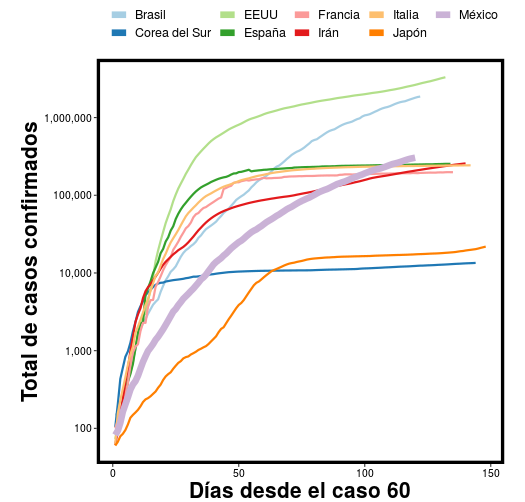 Brasil EEUU Francia Italia México
Corea del Sur España Irán Japón
Total de casos confirmados
1,000,000
100,000
10,000
1,000
100
0 50 100 150
Días desde el caso 60